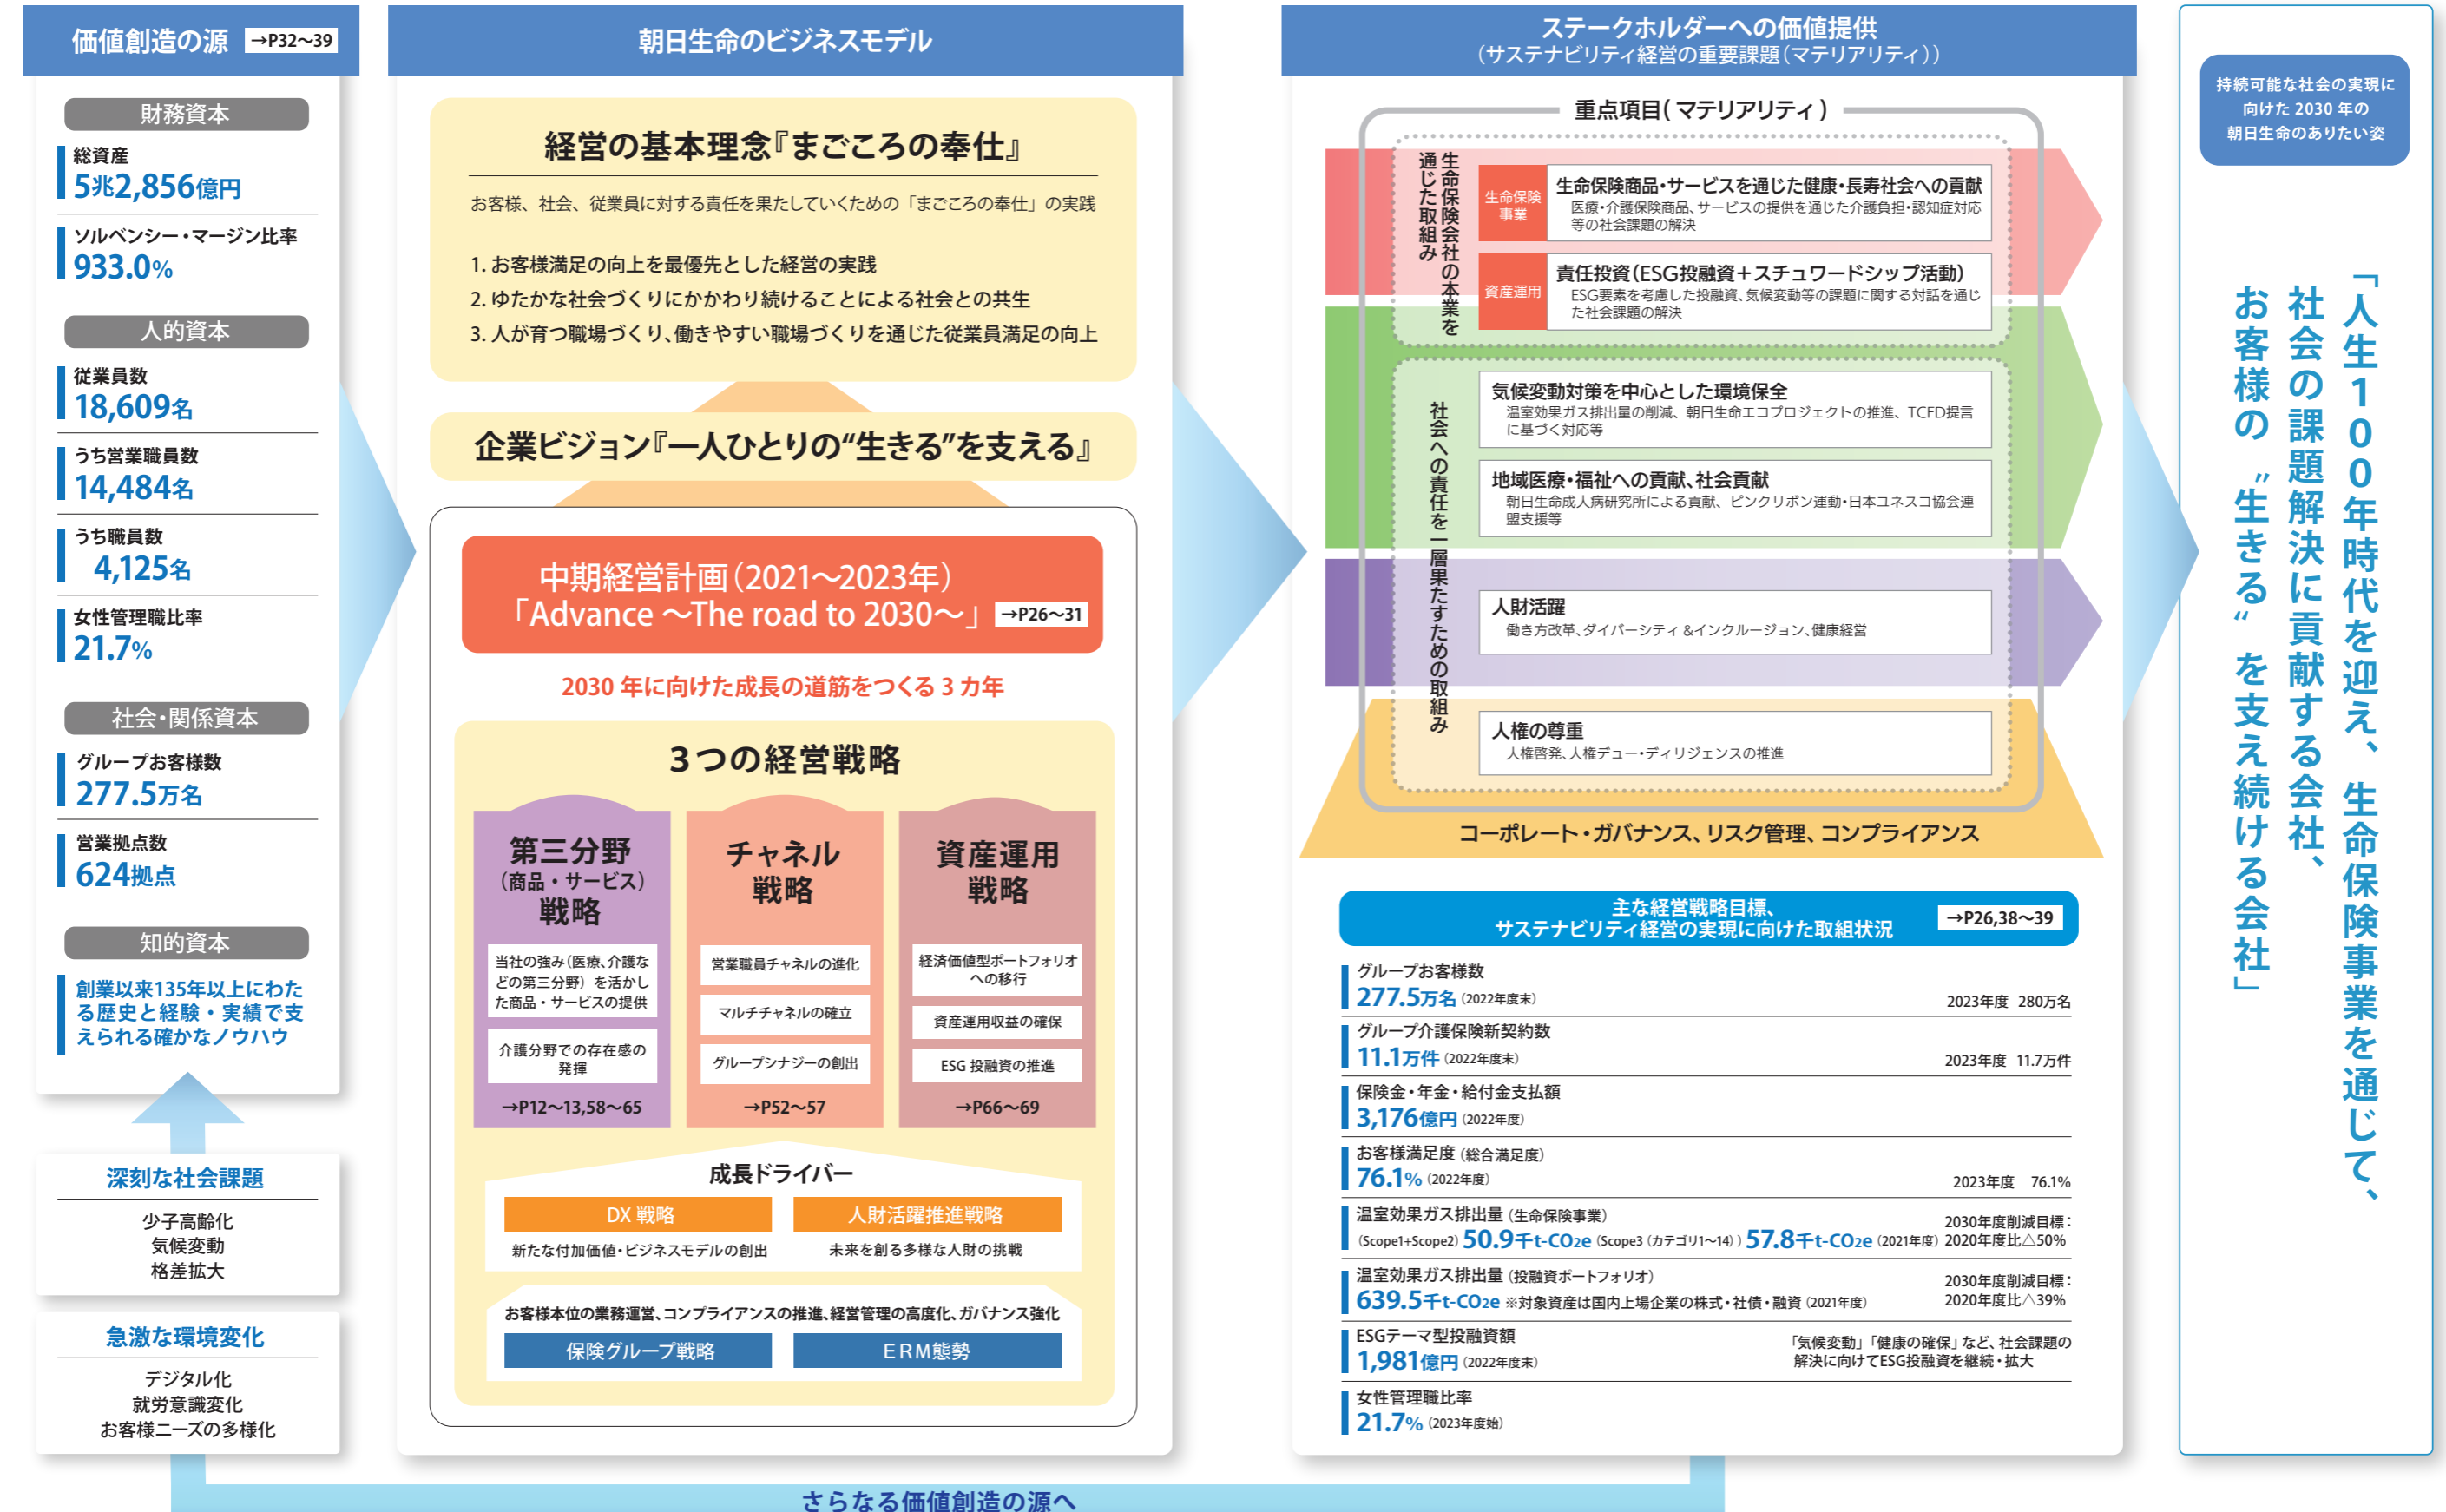 価値創造の源 →P32～39
財務資本
総資産
5兆2,856億円
ソルベンシー・マージン比率
933.0%
人的資本
従業員数
18,609名
うち営業職員数
14,484名
うち職員数
4,125名
女性管理職比率
21.7%
社会・関係資本
グループお客様数
277.5万名
営業拠点数
624拠点
知的資本
創業以来135年以上にわた
る歴史と経験・実績で支
えられる確かなノウハウ
深刻な社会課題
少子高齢化
気候変動
格差拡大
急激な環境変化
デジタル化
就労意識変化
お客様ニーズの多様化
朝日生命のビジネスモデル
経営の基本理念『まごころの奉仕』
お客様、社会、従業員に対する責任を果たしていくための「まごころの奉仕」の実践
1. お客様満足の向上を最優先とした経営の実践
2. ゆたかな社会づくりにかかわり続けることによる社会との共生
3. 人が育つ職場づくり、働きやすい職場づくりを通じた従業員満足の向上
企業ビジョン『一人ひとりの“生きる”を支える』
中期経営計画（2021～2023年）
「Advance ～The road to 2030～」 →P26～31
2030 年に向けた成長の道筋をつくる 3 カ年
3つの経営戦略
第三分野
（商品・サービス）
戦略
当社の強み（医療、介護な
どの第三分野）を活かし
た商品・サービスの提供
介護分野での存在感の
発揮
→P12～13,58～65
チャネル
戦略
営業職員チャネルの進化
マルチチャネルの確立
グループシナジーの創出
→P52～57
資産運用
戦略
経済価値型ポートフォリオ
への移行
資産運用収益の確保
ESG 投融資の推進
→P66～69
成長ドライバー
DX 戦略
新たな付加価値・ビジネスモデルの創出
人財活躍推進戦略
未来を創る多様な人財の挑戦
お客様本位の業務運営、コンプライアンスの推進、経営管理の高度化、ガバナンス強化
保険グループ戦略
ERM態勢
ステークホルダーへの価値提供
（サステナビリティ経営の重要課題（マテリアリティ））
重点項目（マテリアリティ）
生命保険会社の本業を
通じた取組み
生命保険
事業
生命保険商品・サービスを通じた健康・長寿社会への貢献
医療・介護保険商品、サービスの提供を通じた介護負担・認知症対応
等の社会課題の解決
資産運用
責任投資（ESG投融資＋スチュワードシップ活動）
ESG要素を考慮した投融資、気候変動等の課題に関する対話を通じ
た社会課題の解決
社会への責任を一層果たすための取組み
気候変動対策を中心とした環境保全
温室効果ガス排出量の削減、朝日生命エコプロジェクトの推進、TCFD提言
に基づく対応等
地域医療・福祉への貢献、社会貢献
朝日生命成人病研究所による貢献、ピンクリボン運動・日本ユネスコ協会連
盟支援等
人財活躍
働き方改革、ダイバーシティ＆インクルージョン、健康経営
人権の尊重
人権啓発、人権デュー・ディリジェンスの推進
コーポレート・ガバナンス、リスク管理、コンプライアンス
主な経営戦略目標、
サステナビリティ経営の実現に向けた取組状況 →P26,38～39
グループお客様数
277.5万名（2022年度末） 2023年度 280万名
グループ介護保険新契約数
11.1万件（2022年度末） 2023年度 11.7万件
保険金・年金・給付金支払額
3,176億円（2022年度）
お客様満足度（総合満足度）
76.1%（2022年度） 2023年度 76.1%
温室効果ガス排出量（生命保険事業） 2030年度削減目標：
（Scope1+Scope2）50.9千t-CO2e（Scope3（カテゴリ1～14））57.8千t-CO2e（2021年度） 2020年度比△50%
温室効果ガス排出量（投融資ポートフォリオ） 2030年度削減目標：
639.5千t-CO2e ※対象資産は国内上場企業の株式・社債・融資（2021年度） 2020年度比△39%
ESGテーマ型投融資額 「気候変動」「健康の確保」など、社会課題の
1,981億円（2022年度末） 解決に向けてESG投融資を継続・拡大
女性管理職比率
21.7%（2023年度始）
持続可能な社会の実現に
向けた 2030 年の
朝日生命のありたい姿
「人生100年時代を迎え、生命保険事業を通じて、
社会の課題解決に貢献する会社、
お客様の〝生きる〟を支え続ける会社」
さらなる価値創造の源へ